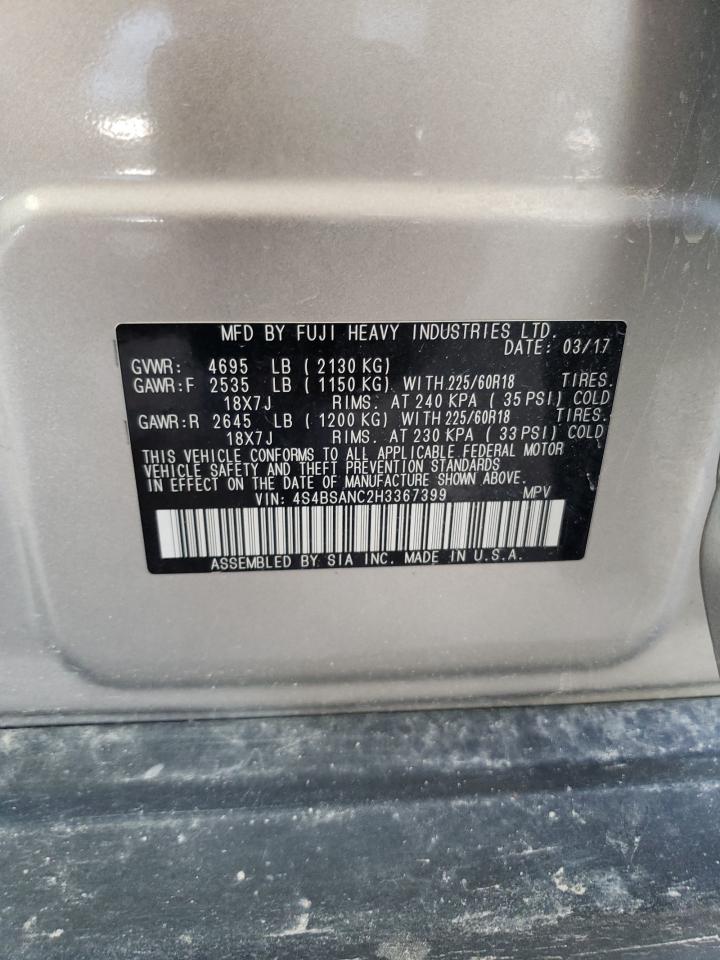 MFD BY FUJI HEAVY INDUSTRIES LTD.
DATE: 03/17
GVWR: 4695 LB ( 2130 KG)
GAWR:F 2535 LB ( 1150 KG) WITH 225/60R18 TIRES.
18X7J RIMS. AT 240 KPA ( 35 PSI) COLD
GAWR:R 2645 LB ( 1200 KG) WITH 225/60R18 TIRES.
18X7J RIMS. AT 230 KPA ( 33 PSI) COLD
THIS VEHICLE CONFORMS TO ALL APPLICABLE FEDERAL MOTOR
VEHICLE SAFETY AND THEFT PREVENTION STANDARDS
IN EFFECT ON THE DATE OF MANUFACTURE SHOWN ABOVE.
VIN: 4S4BSANC2H3367399 MPV
ASSEMBLED BY SIA INC. MADE IN U.S.A.